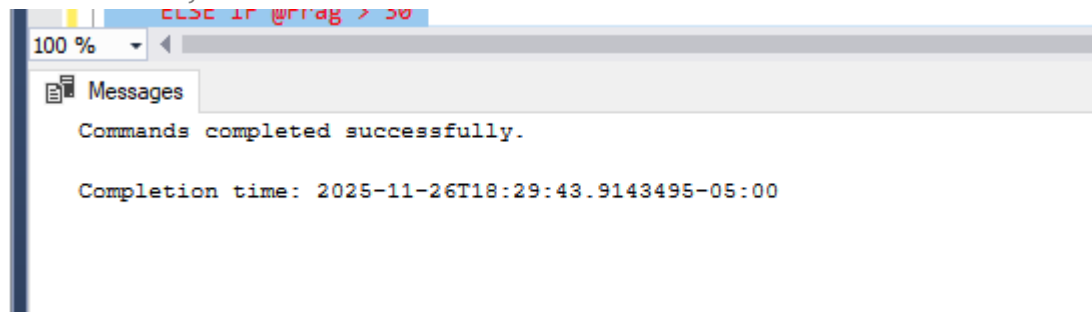 ELSE IF @Frag > 30
100 %
Messages
Commands completed successfully.
Completion time: 2025-11-26T18:29:43.9143495-05:00